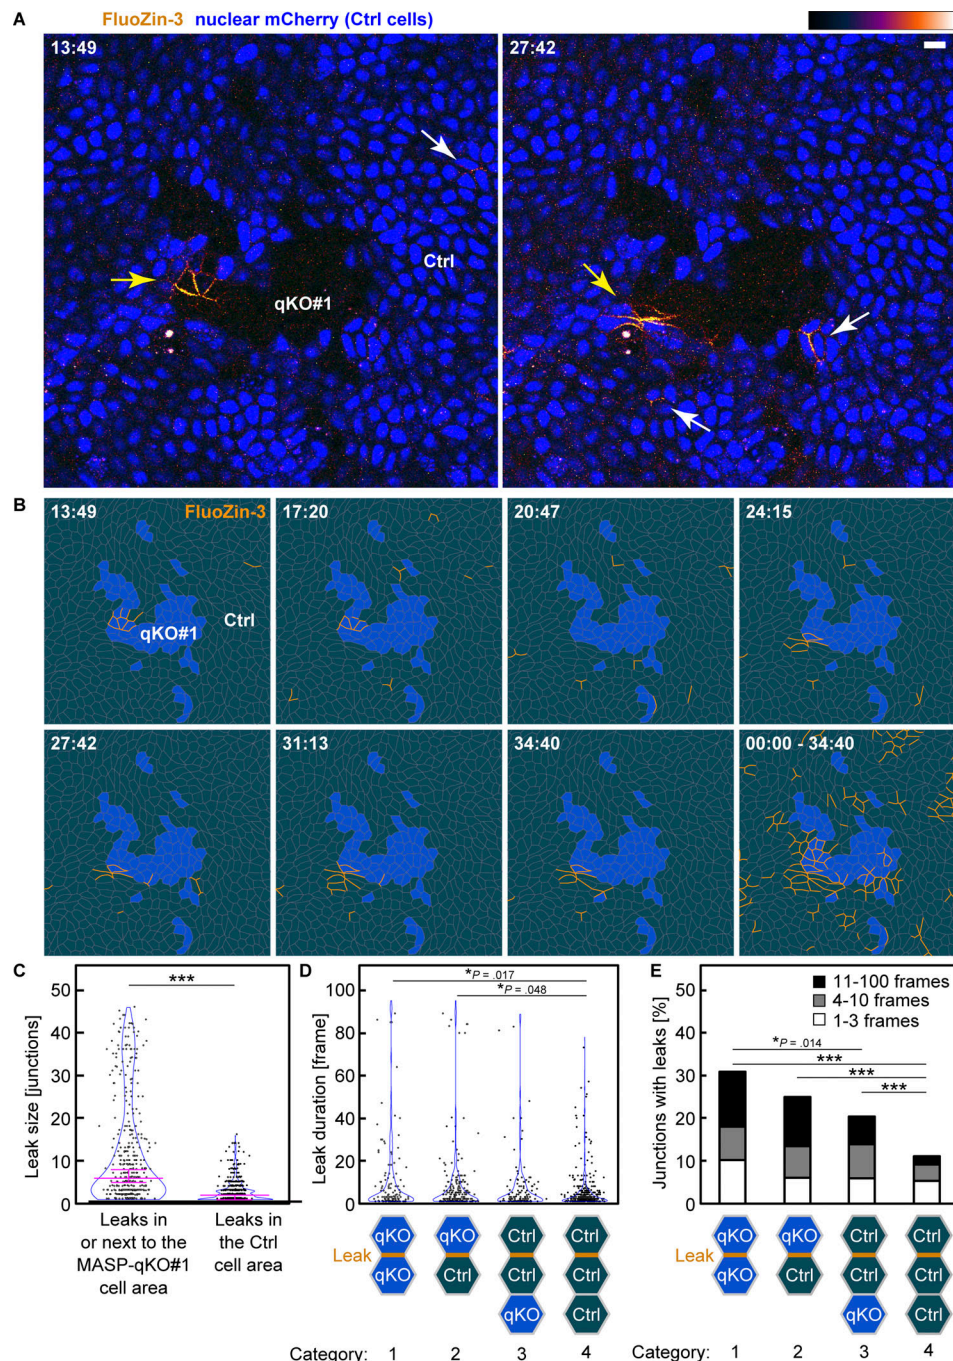 A
FluoZin-3 nuclear mCherry (Ctrl cells)
13:49
Ctrl
qKO#1
27:42
B
13:49
FluoZin-3
Ctrl
qKO#1
17:20
20:47
24:15
27:42
31:13
34:40
00:00 - 34:40
C
Leak size [junctions]
50
40
30
20
10
0
***
Leaks in
or next to the
MASP-qKO#1
cell area
Leaks in
the Ctrl
cell area
D
Leak duration [frame]
100
80
60
40
20
0
*P = .017
*P = .048
Leak
qKO
qKO
qKO
Ctrl
Ctrl
Ctrl
qKO
Ctrl
Ctrl
Ctrl
Category: 1 2 3 4
E
Junctions with leaks [%]
50
40
30
20
10
0
11-100 frames
4-10 frames
1-3 frames
*P = .014
***
***
***
Leak
qKO
qKO
qKO
Ctrl
Ctrl
Ctrl
qKO
Ctrl
Ctrl
Ctrl
Category: 1 2 3 4